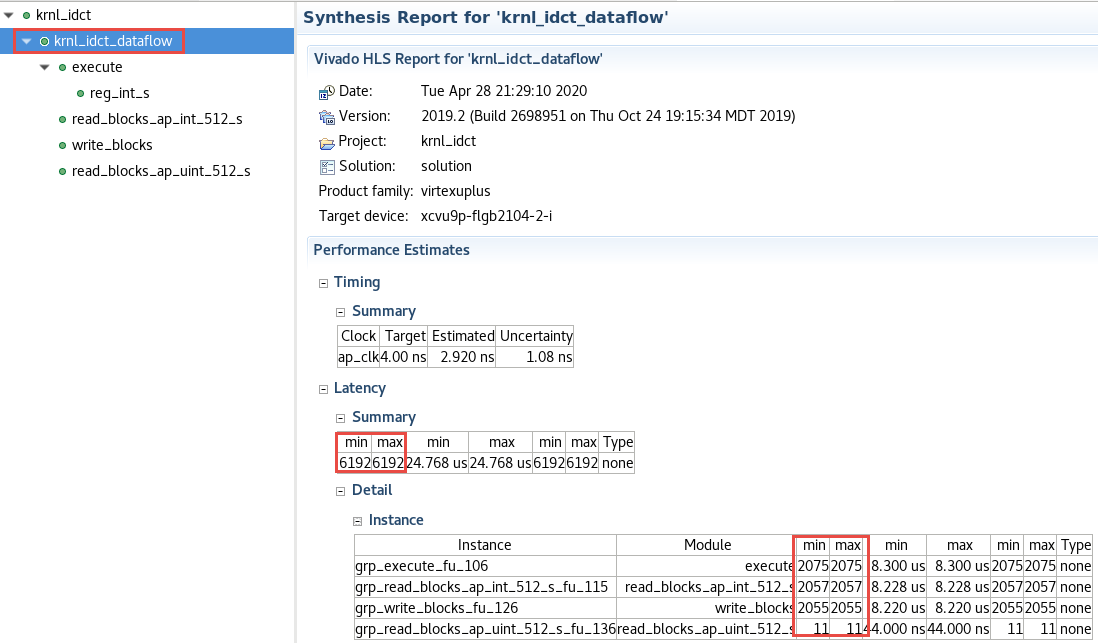 krnl_idct
krnl_idct_dataflow
execute
reg_int_s
read_blocks_ap_int_512_s
write_blocks
read_blocks_ap_uint_512_s
Synthesis Report for 'krnl_idct_dataflow'
Vivado HLS Report for 'krnl_idct_dataflow'
Date: Tue Apr 28 21:29:10 2020
Version: 2019.2 (Build 2698951 on Thu Oct 24 19:15:34 MDT 2019)
Project: krnl_idct
Solution: solution
Product family: virtexuplus
Target device: xcvu9p-flgb2104-2-i
Performance Estimates
Timing
Summary
Clock Target Estimated Uncertainty
ap_clk 4.00 ns 2.920 ns 1.08 ns
Latency
Summary
min max min max min max Type
6192 6192 24.768 us 24.768 us 6192 6192 none
Detail
Instance
Instance Module min max min max min max Type
grp_execute_fu_106 execute 2075 2075 8.300 us 8.300 us 2075 2075 none
grp_read_blocks_ap_int_512_s_fu_115 read_blocks_ap_int_512_s 2057 2057 8.228 us 8.228 us 2057 2057 none
grp_write_blocks_fu_126 write_blocks 2055 2055 8.220 us 8.220 us 2055 2055 none
grp_read_blocks_ap_uint_512_s_fu_136 read_blocks_ap_uint_512_s 11 11 44.000 ns 44.000 ns 11 11 none